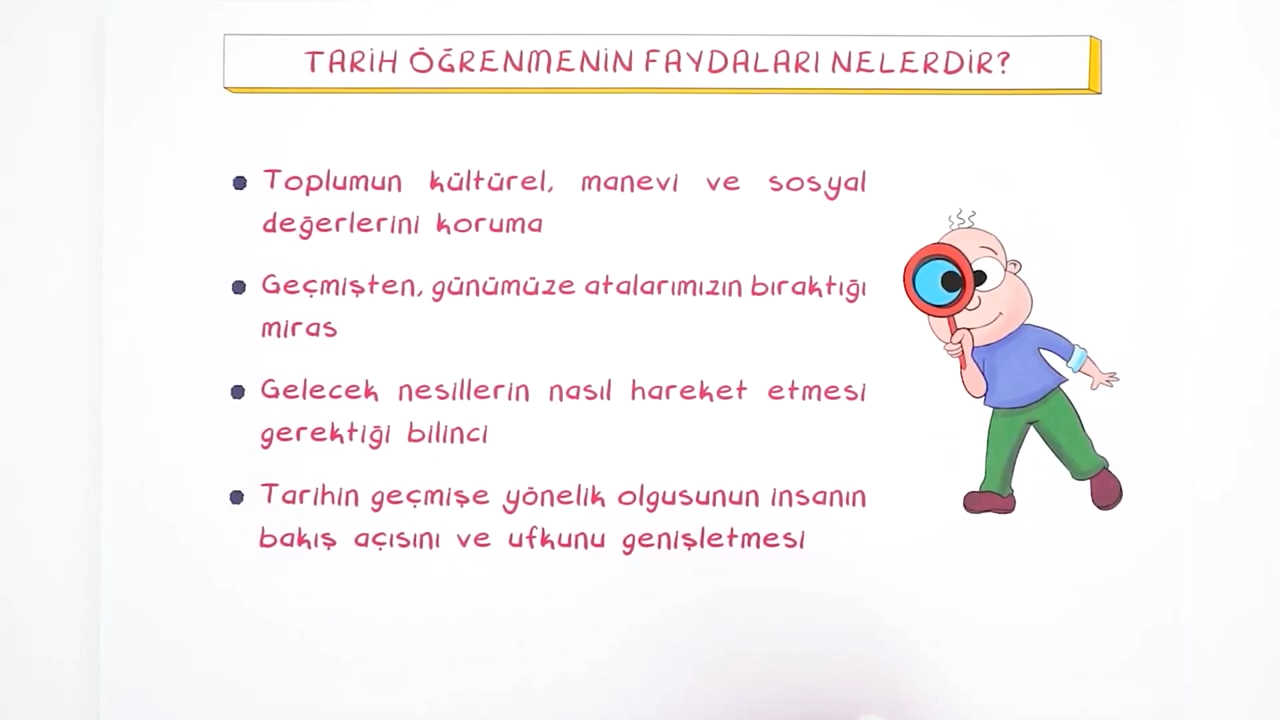 TARİH ÖĞRENMENİN FAYDALARI NELERDİR?
Toplumun kültürel, manevi ve sosyal
değerlerini koruma
Geçmişten, günümüze atalarımızın bıraktığı
miras
Gelecek nesillerin nasıl hareket etmesi
gerektiği bilinci
Tarihin geçmişe yönelik olgusunun insanın
bakış açısını ve ufkunu genişletmesi